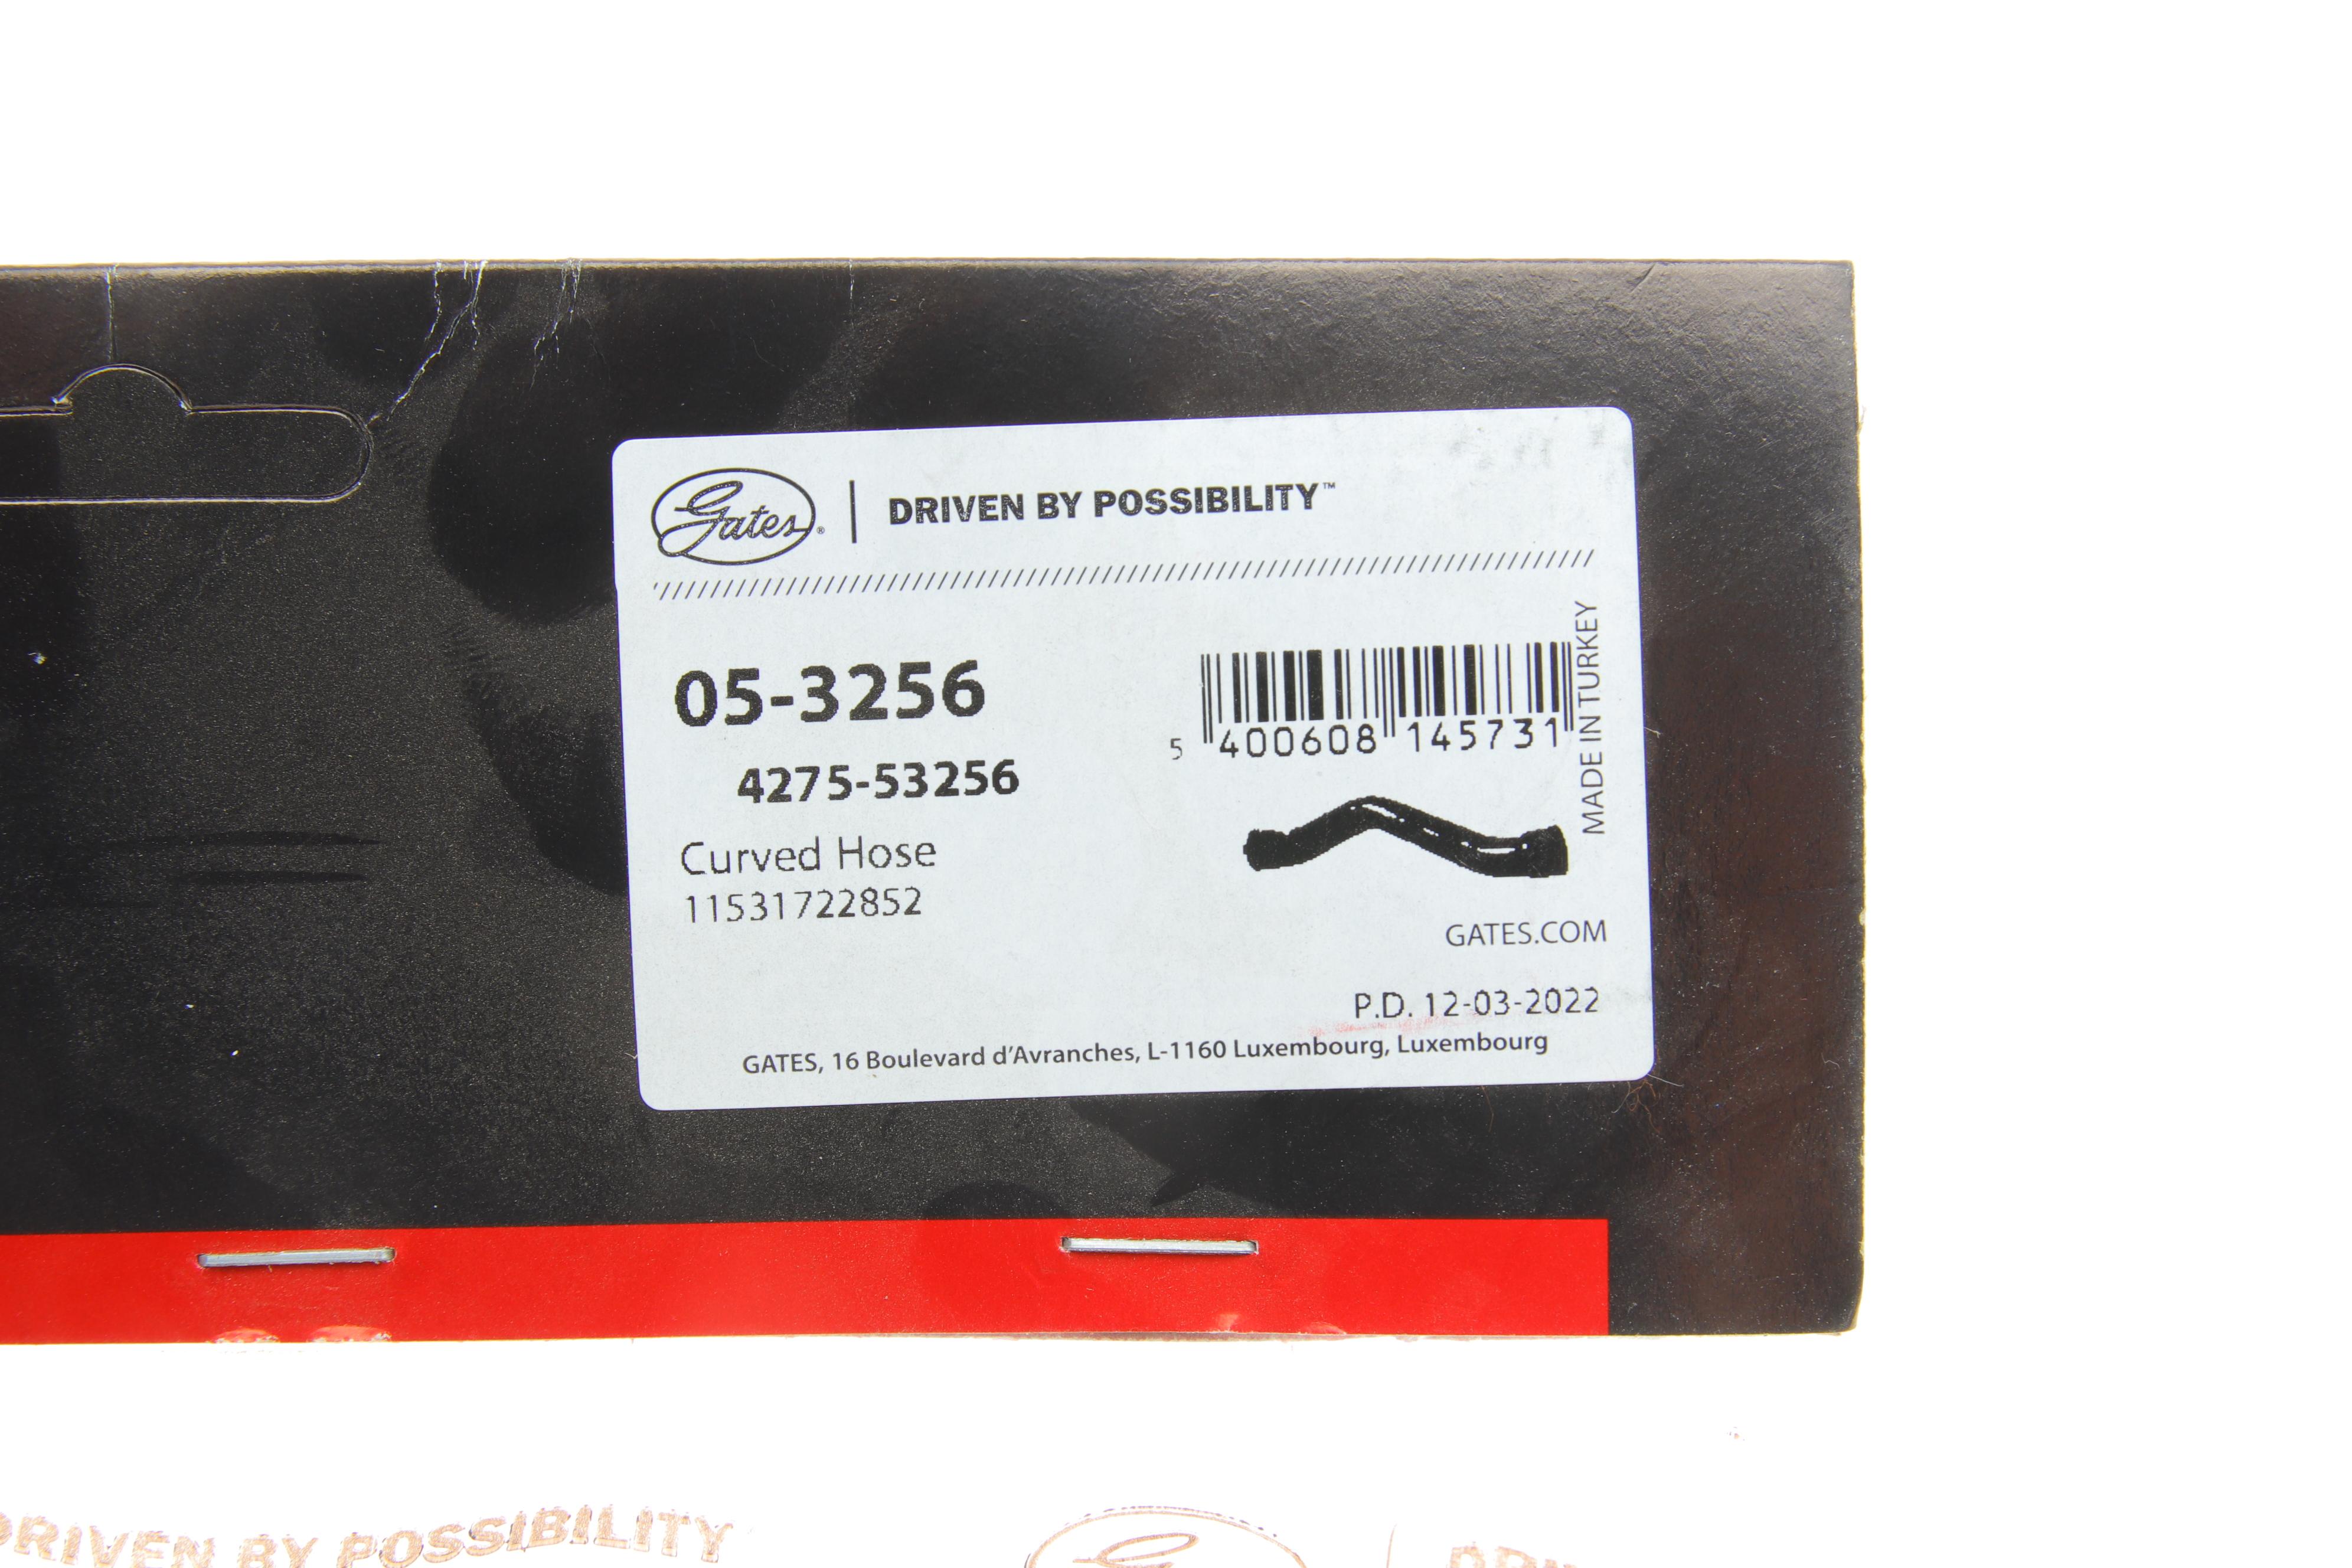 Gates® | DRIVEN BY POSSIBILITY™
05-3256
4275-53256
Curved Hose
11531722852
5 400608 145731
MADE IN TURKEY
GATES.COM
P.D. 12-03-2022
GATES, 16 Boulevard d'Avranches, L-1160 Luxembourg, Luxembourg
DRIVEN BY POSSIBILITY